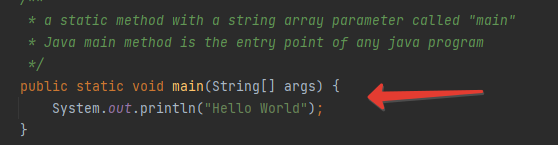 /**
* a static method with a string array parameter called "main"
* Java main method is the entry point of any java program
*/
public static void main(String[] args) {
System.out.println("Hello World");
}